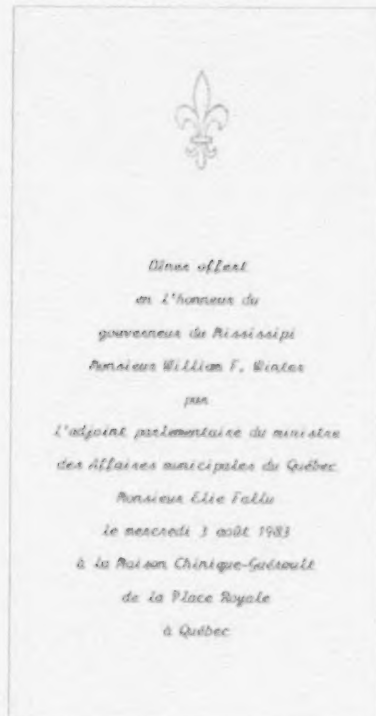 Dîner offert
en l'honneur du
gouverneur du Mississipi
Monsieur William F. Winter
par
l'adjoint parlementaire du ministre
des Affaires municipales du Québec
Monsieur Elie Fallu
le mercredi 3 août 1983
à la Maison Chinique-Guéroult
de la Place Royale
à Québec